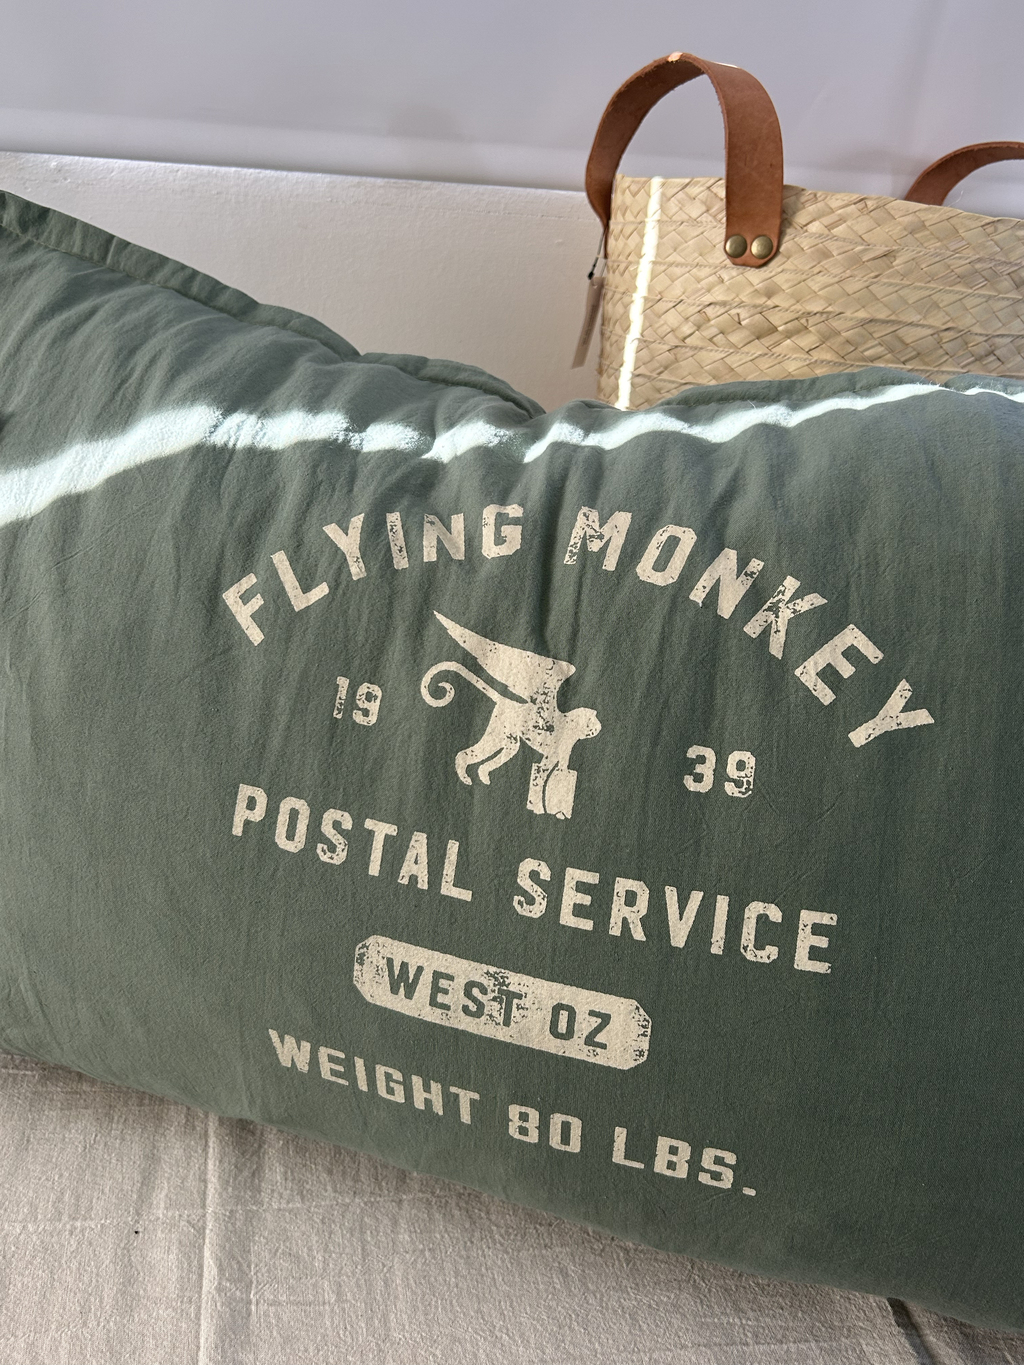 FLYING MONKEY
19 39
POSTAL SERVICE
WEST OZ
WEIGHT 80 LBS.